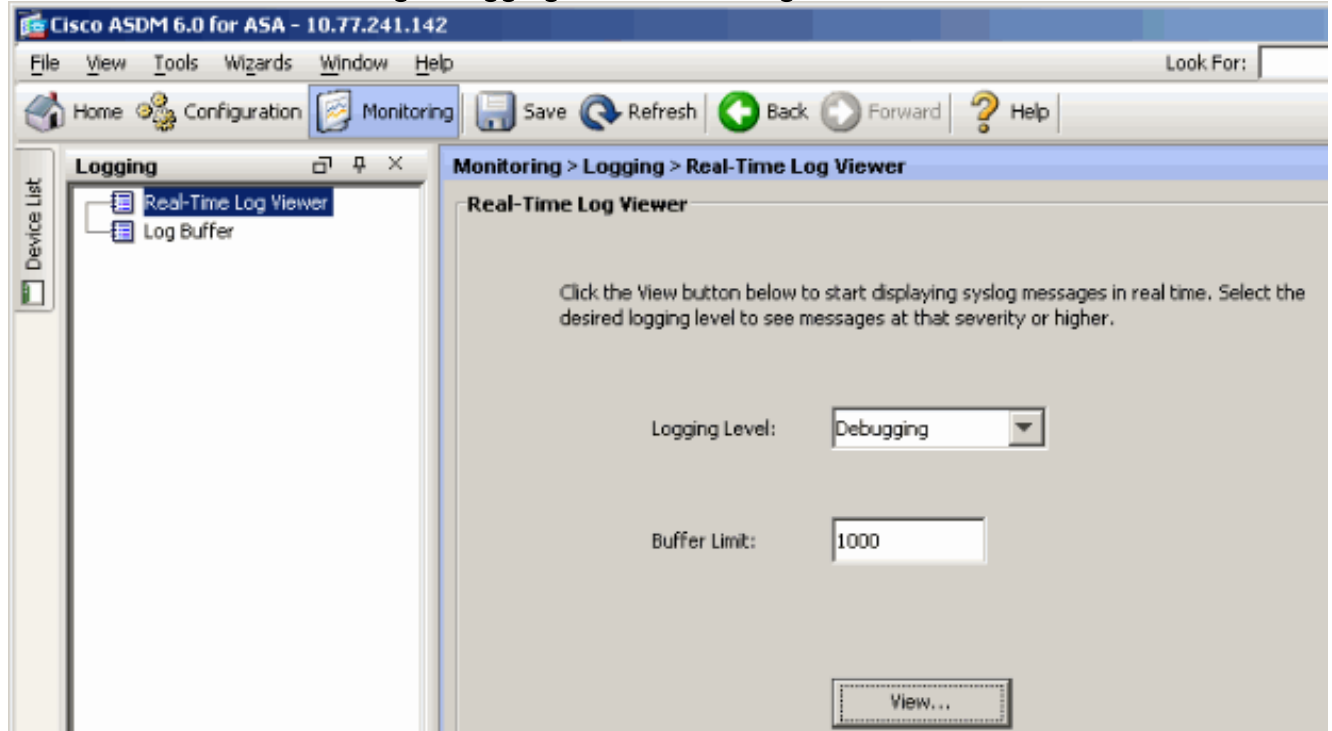 Cisco ASDM 6.0 for ASA - 10.77.241.142
File View Tools Wizards Window Help Look For:
Home Configuration Monitoring Save Refresh Back Forward Help
Device List
Logging
Real-Time Log Viewer
Log Buffer
Monitoring > Logging > Real-Time Log Viewer
Real-Time Log Viewer
Click the View button below to start displaying syslog messages in real time. Select the
desired logging level to see messages at that severity or higher.
Logging Level: Debugging
Buffer Limit: 1000
View...